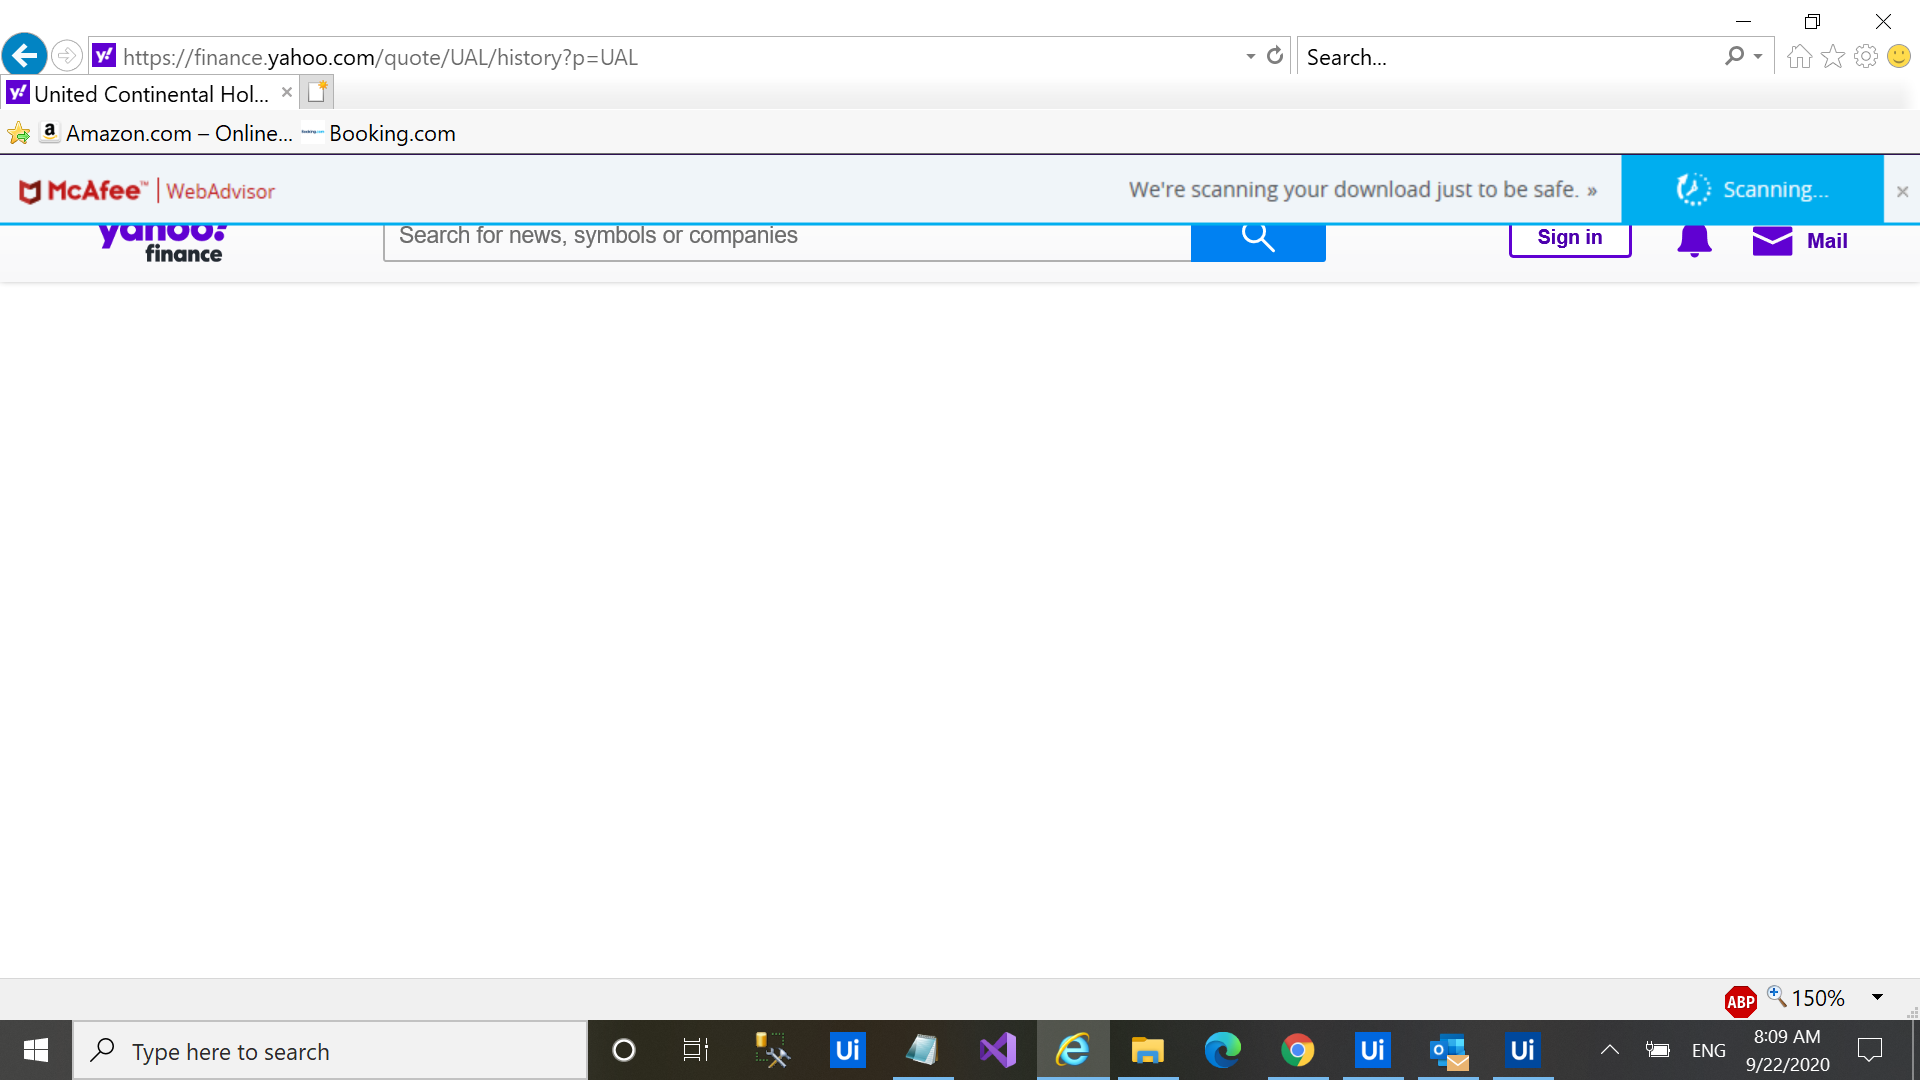 https://finance.yahoo.com/quote/UAL/history?p=UAL
Search...
United Continental Hol...
Amazon.com – Online...
Booking.com
McAfee™ | WebAdvisor
We're scanning your download just to be safe. »
Scanning...
yahoo!
finance
Search for news, symbols or companies
Sign in
Mail
ABP
150%
Type here to search
Ui
Ui
Ui
ENG
8:09 AM
9/22/2020